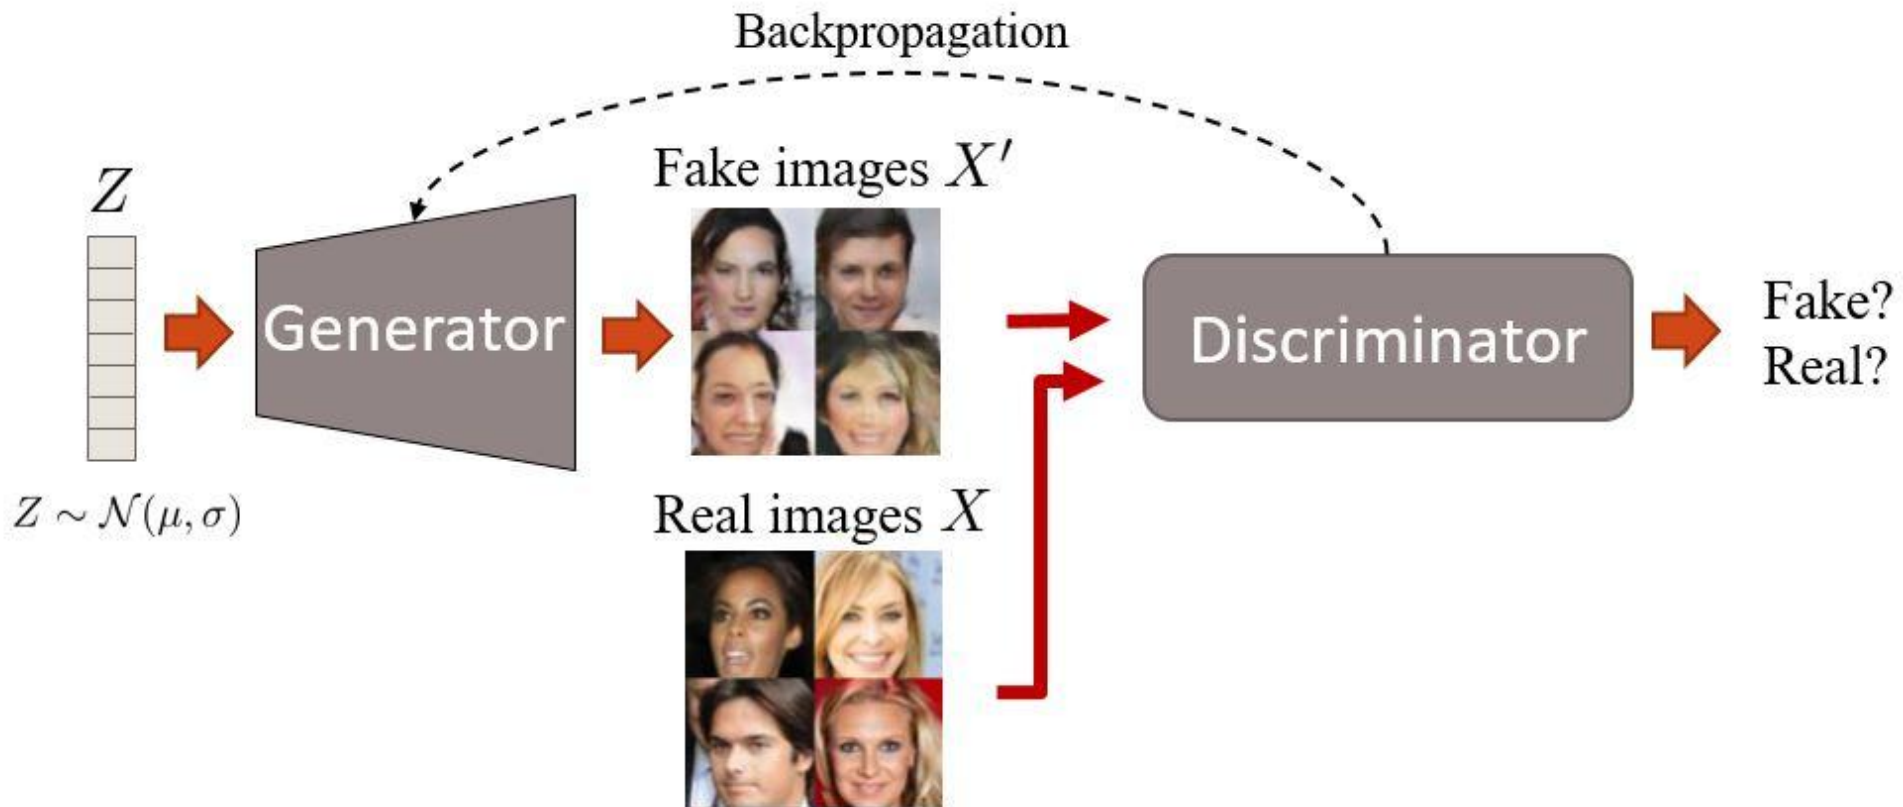 Backpropagation
Fake images X′
Z
Generator
Discriminator
Fake?
Real?
Z ∼ 𝒩(μ, σ)
Real images X